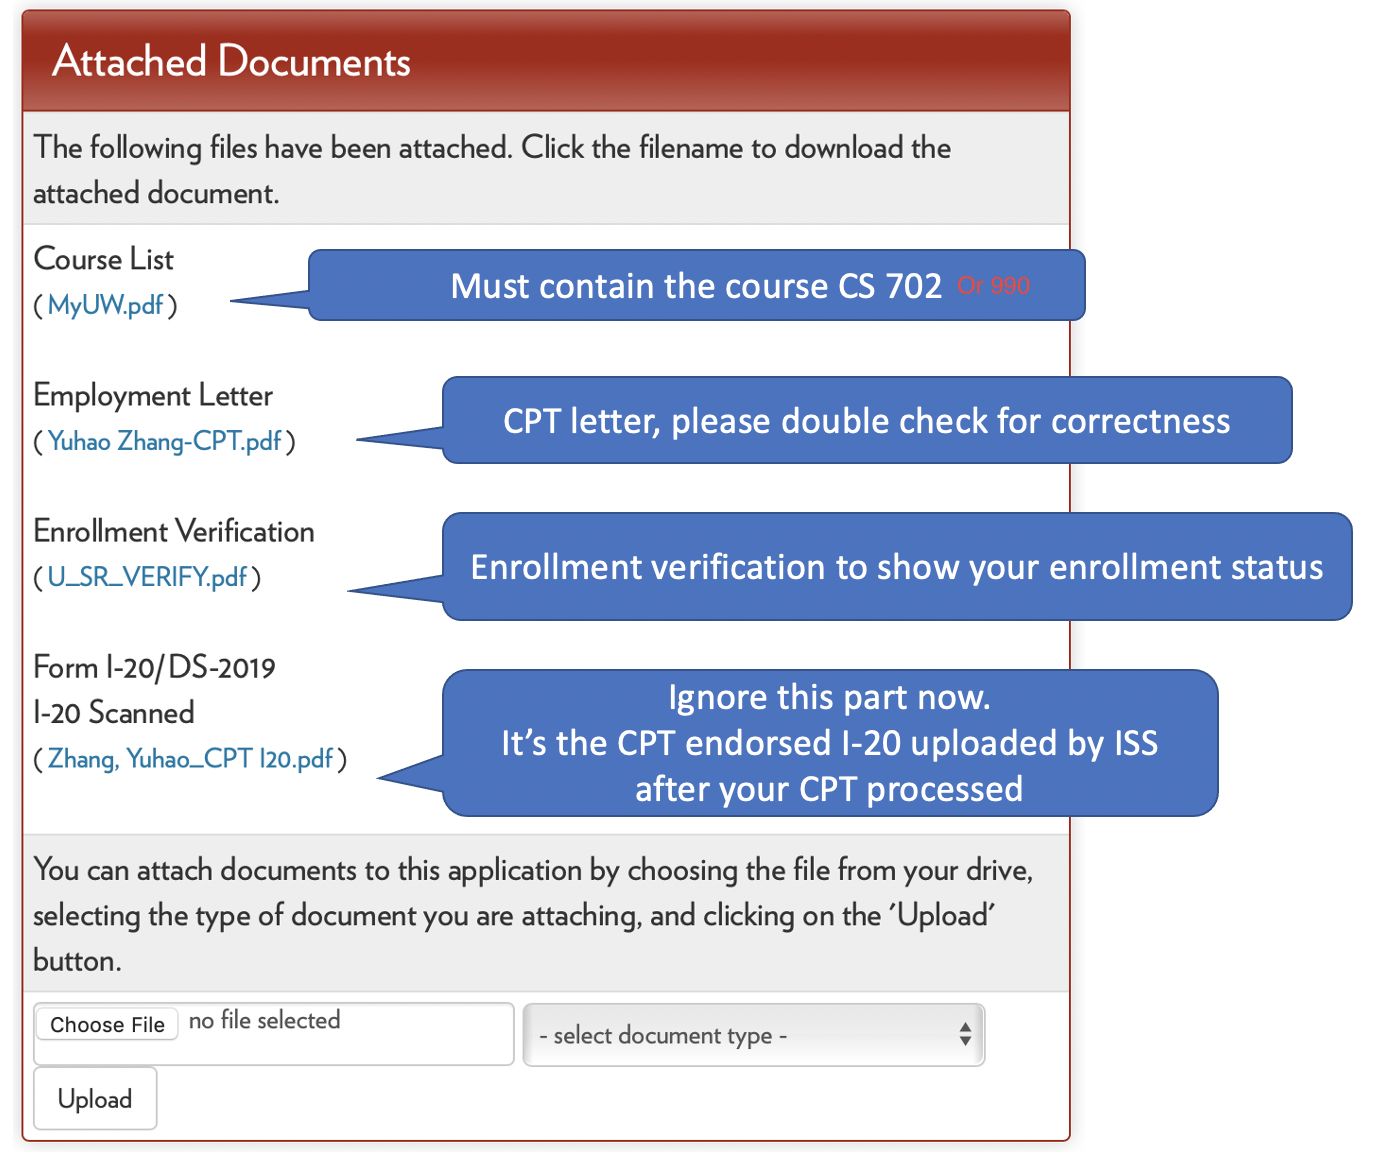 Attached Documents
The following files have been attached. Click the filename to download the
attached document.
Course List
( MyUW.pdf )
Must contain the course CS 702 Or 990
Employment Letter
( Yuhao Zhang-CPT.pdf )
CPT letter, please double check for correctness
Enrollment Verification
( U_SR_VERIFY.pdf )
Enrollment verification to show your enrollment status
Form I-20/DS-2019
I-20 Scanned
( Zhang, Yuhao_CPT I20.pdf )
Ignore this part now.
It’s the CPT endorsed I-20 uploaded by ISS
after your CPT processed
You can attach documents to this application by choosing the file from your drive,
selecting the type of document you are attaching, and clicking on the 'Upload'
button.
Choose File no file selected
- select document type -
Upload